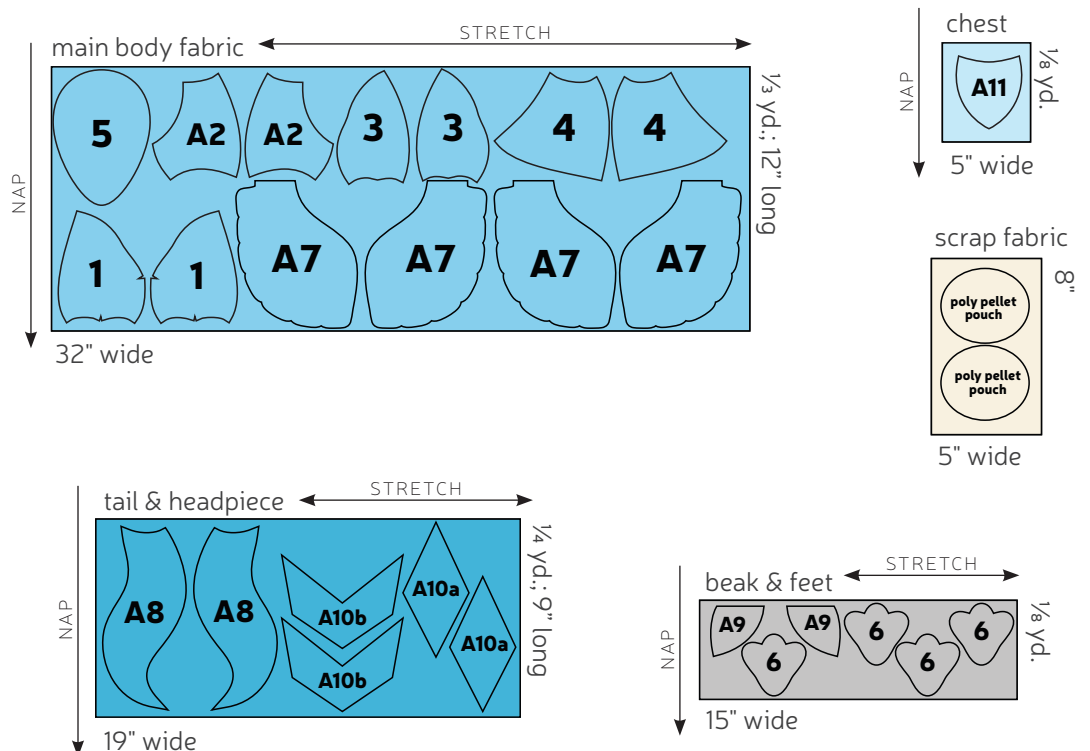 main body fabric
STRETCH
NAP
5
A2
A2
3
3
4
4
1
1
A7
A7
A7
A7
⅓ yd.; 12" long
32" wide
chest
NAP
A11
⅛ yd.
5" wide
scrap fabric
poly pellet
pouch
poly pellet
pouch
8"
5" wide
tail & headpiece
STRETCH
NAP
A8
A8
A10b
A10b
A10a
A10a
¼ yd.; 9" long
19" wide
beak & feet
STRETCH
NAP
A9
A9
6
6
6
6
⅛ yd.
15" wide